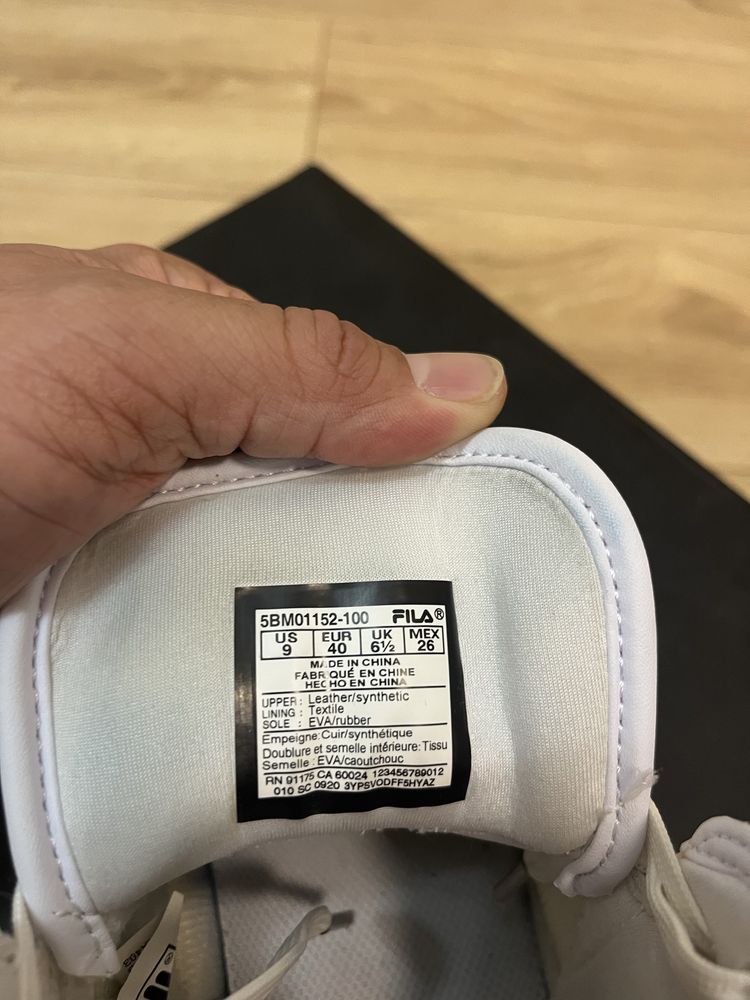 5BM01152-100 FILA®
US EUR UK MEX
9 40 6½ 26
MADE IN CHINA
FABRIQUÉ EN CHINE
HECHO EN CHINA
UPPER : Leather/synthetic
LINING : Textile
SOLE : EVA/rubber
Empeigne: Cuir/synthétique
Doublure et semelle intérieure: Tissu
Semelle : EVA/caoutchouc
RN 91175 CA 60024 123456789012
010 SC 0920 3YPSVODFF5HYAZ